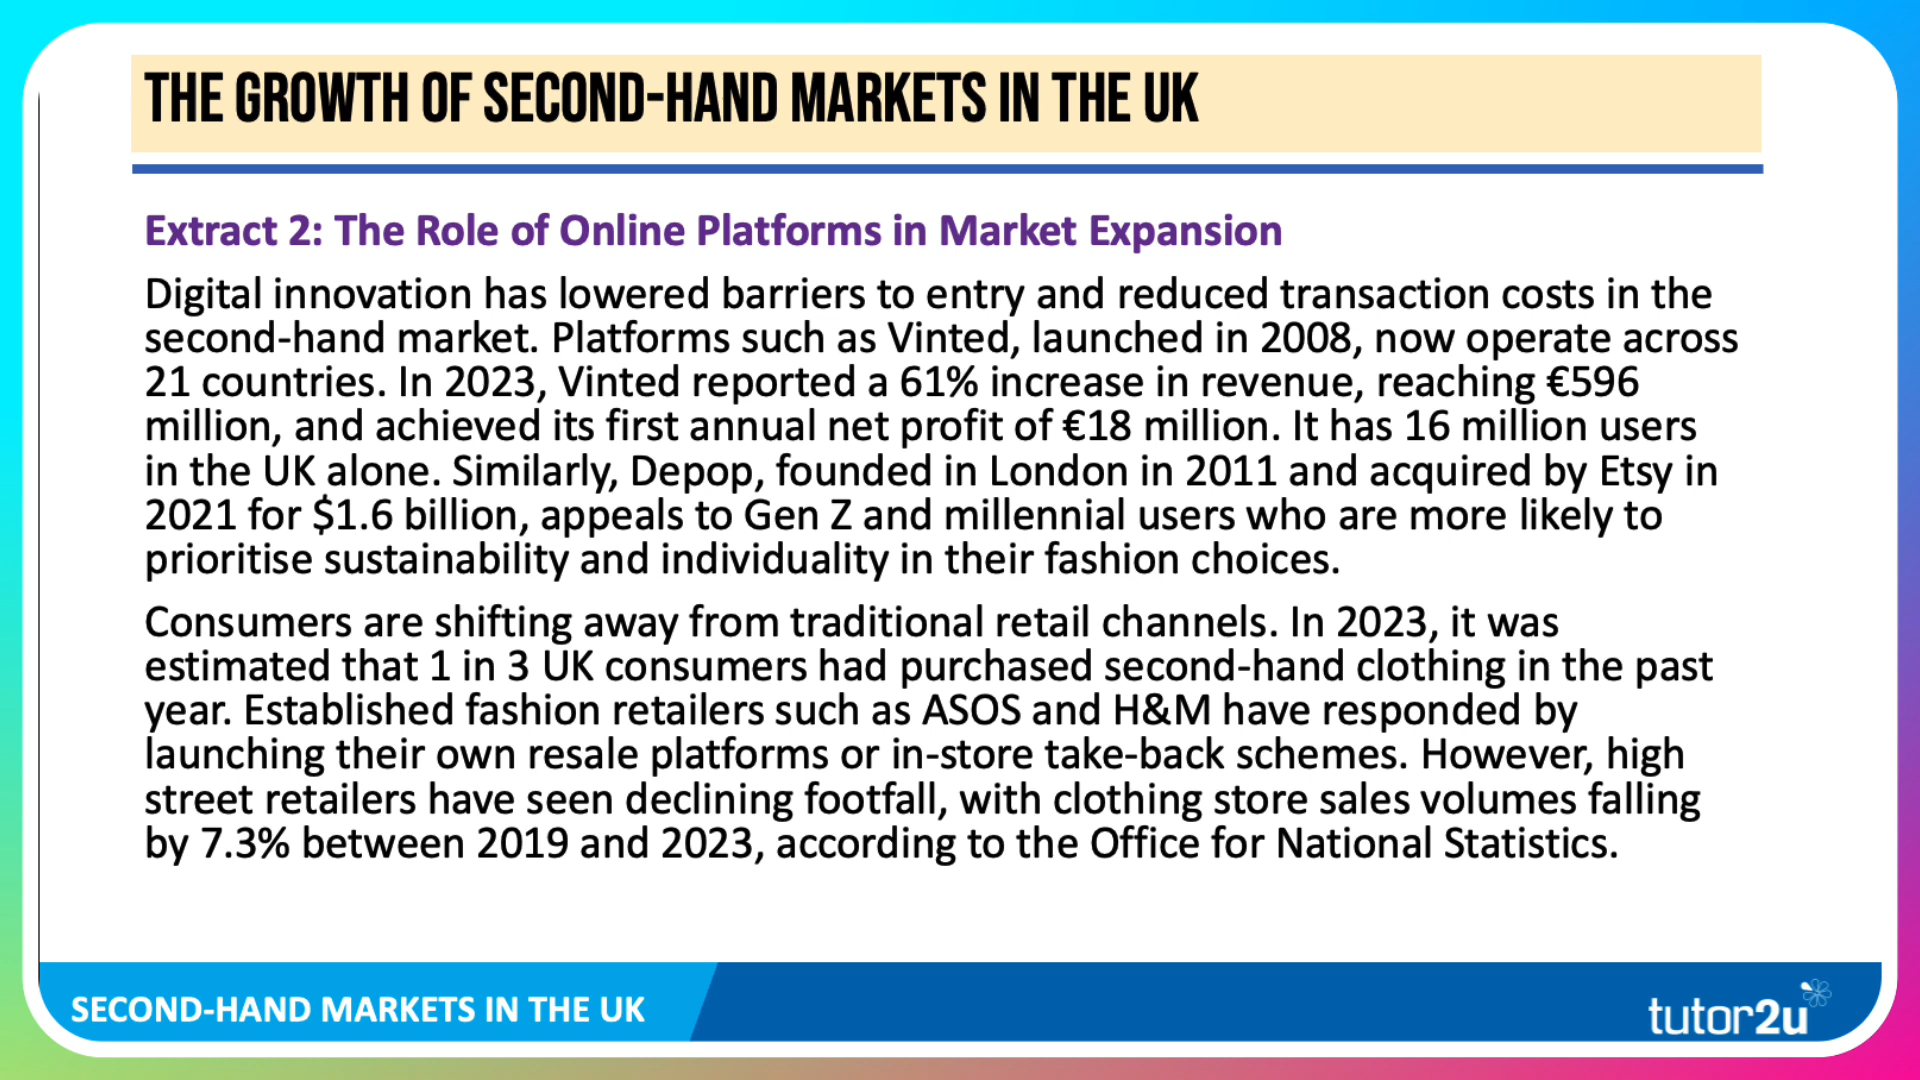 THE GROWTH OF SECOND-HAND MARKETS IN THE UK
Extract 2: The Role of Online Platforms in Market Expansion
Digital innovation has lowered barriers to entry and reduced transaction costs in the
second-hand market. Platforms such as Vinted, launched in 2008, now operate across
21 countries. In 2023, Vinted reported a 61% increase in revenue, reaching €596
million, and achieved its first annual net profit of €18 million. It has 16 million users
in the UK alone. Similarly, Depop, founded in London in 2011 and acquired by Etsy in
2021 for $1.6 billion, appeals to Gen Z and millennial users who are more likely to
prioritise sustainability and individuality in their fashion choices.
Consumers are shifting away from traditional retail channels. In 2023, it was
estimated that 1 in 3 UK consumers had purchased second-hand clothing in the past
year. Established fashion retailers such as ASOS and H&M have responded by
launching their own resale platforms or in-store take-back schemes. However, high
street retailers have seen declining footfall, with clothing store sales volumes falling
by 7.3% between 2019 and 2023, according to the Office for National Statistics.
SECOND-HAND MARKETS IN THE UK
tutor2u